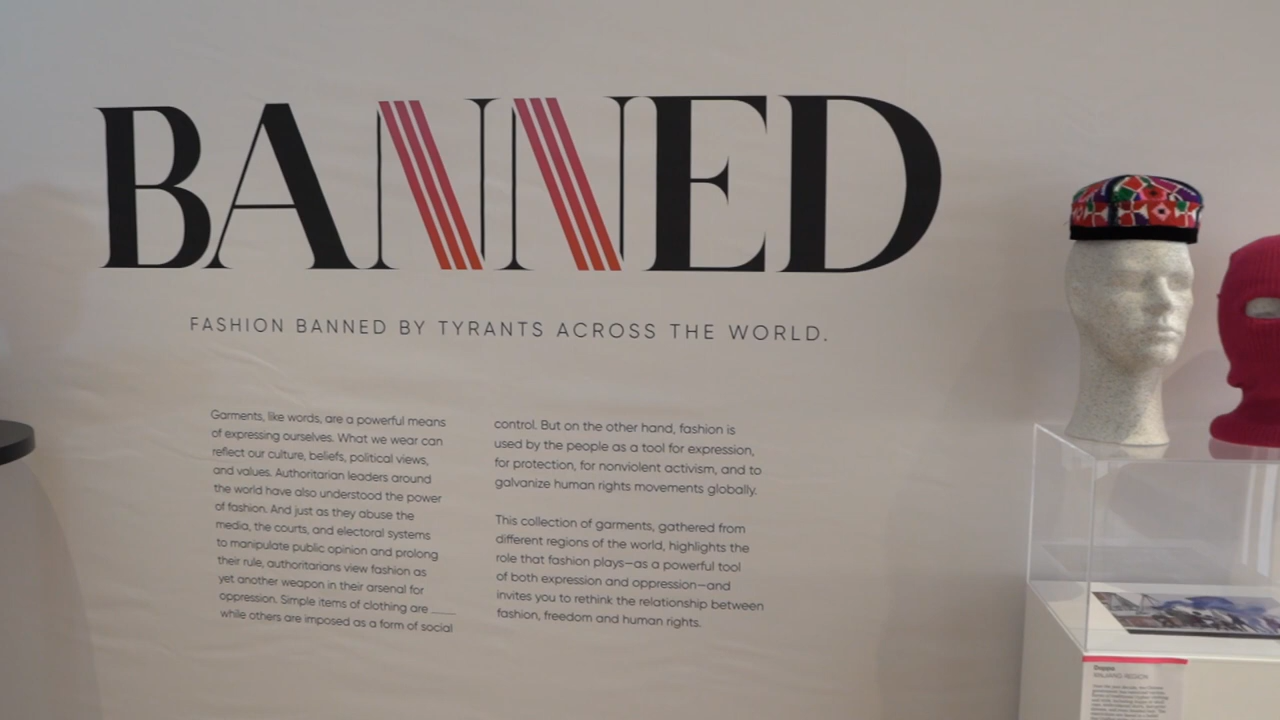 BANNED
FASHION BANNED BY TYRANTS ACROSS THE WORLD.
Garments, like words, are a powerful means
of expressing ourselves. What we wear can
reflect our culture, beliefs, political views,
and values. Authoritarian leaders around
the world have also understood the power
of fashion. And just as they abuse the
media, the courts, and electoral systems
to manipulate public opinion and prolong
their rule, authoritarians view fashion as
yet another weapon in their arsenal for
oppression. Simple items of clothing are ____
while others are imposed as a form of social
control. But on the other hand, fashion is
used by the people as a tool for expression,
for protection, for nonviolent activism, and to
galvanize human rights movements globally.
This collection of garments, gathered from
different regions of the world, highlights the
role that fashion plays—as a powerful tool
of both expression and oppression—and
invites you to rethink the relationship between
fashion, freedom and human rights.
Doppa
REGION